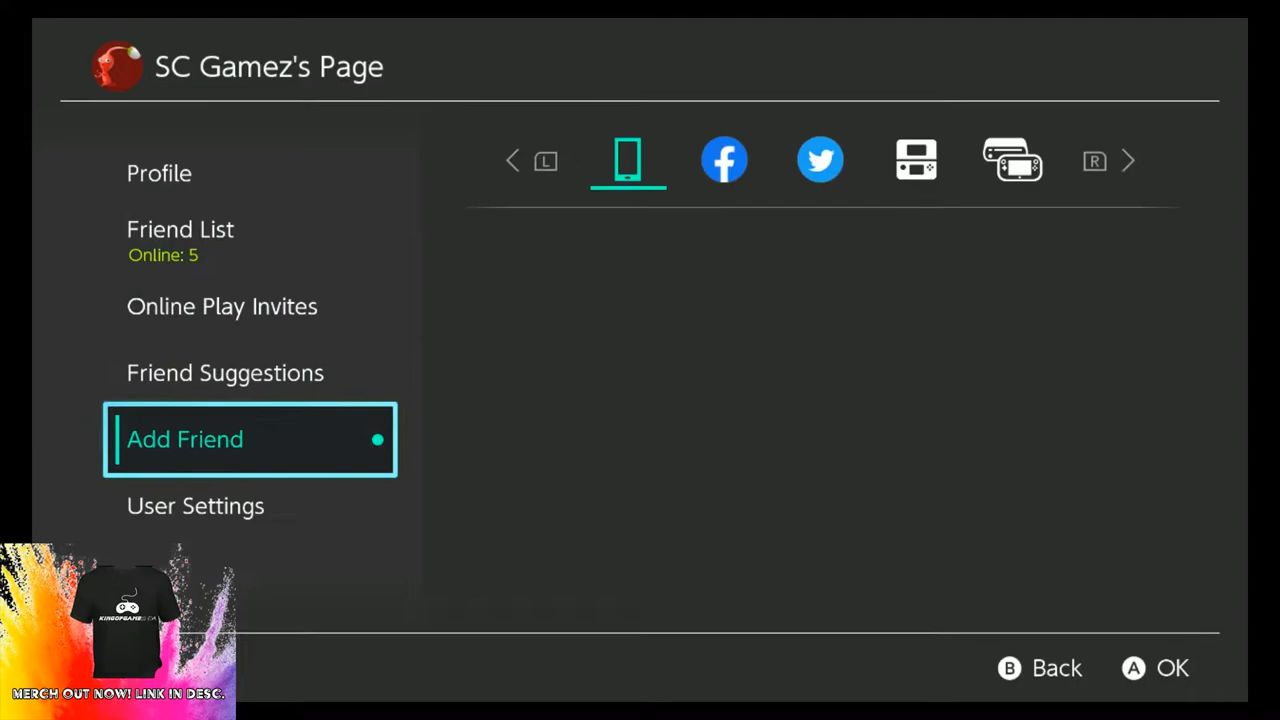 SC Gamez's Page
Profile
Friend List
Online: 5
Online Play Invites
Friend Suggestions
Add Friend
User Settings
L
R
KINGOFGAMES
MERCH OUT NOW! LINK IN DESC.
B Back A OK